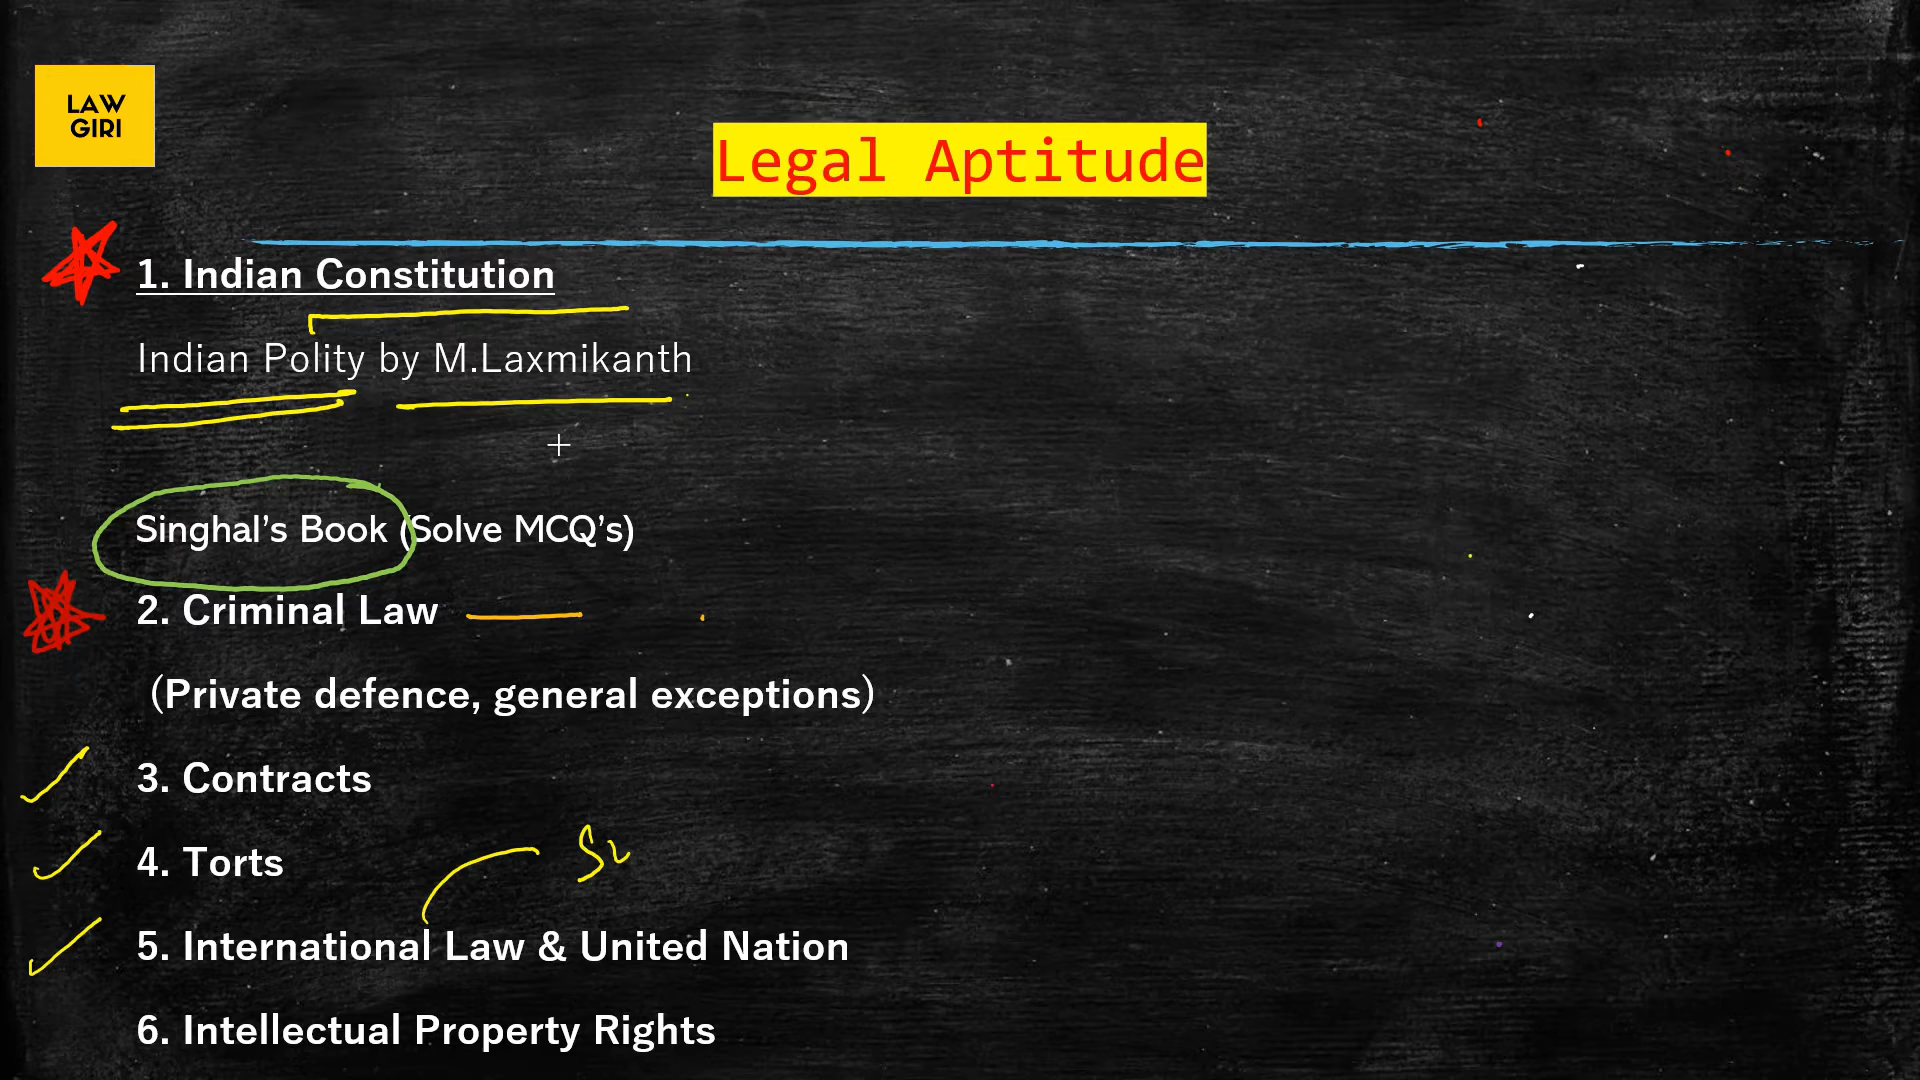 LAW
GIRI
Legal Aptitude
1. Indian Constitution
Indian Polity by M.Laxmikanth
Singhal’s Book (Solve MCQ’s)
2. Criminal Law
(Private defence, general exceptions)
3. Contracts
4. Torts
5. International Law & United Nation
6. Intellectual Property Rights